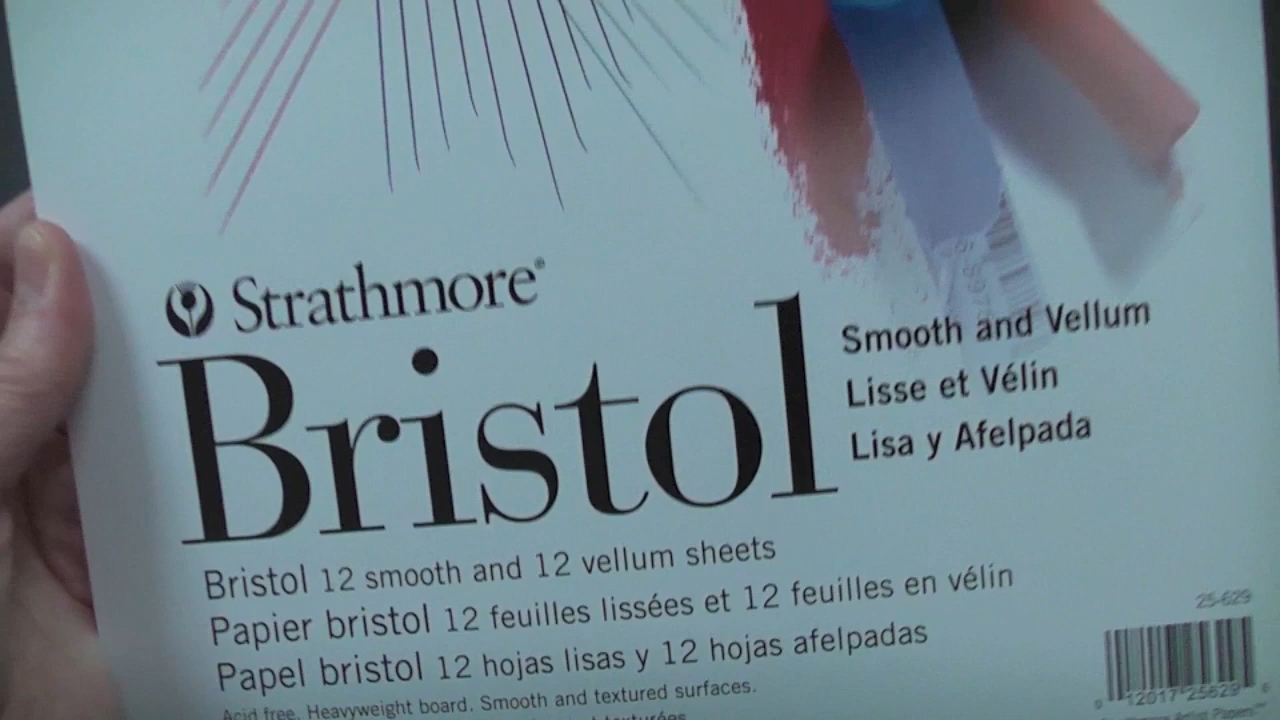 Strathmore®
Bristol
Smooth and Vellum
Lisse et Vélin
Lisa y Afelpada
Bristol 12 smooth and 12 vellum sheets
Papier bristol 12 feuilles lissées et 12 feuilles en vélin
Papel bristol 12 hojas lisas y 12 hojas afelpadas
Acid free. Heavyweight board. Smooth and textured surfaces.
25-629
12017 25629